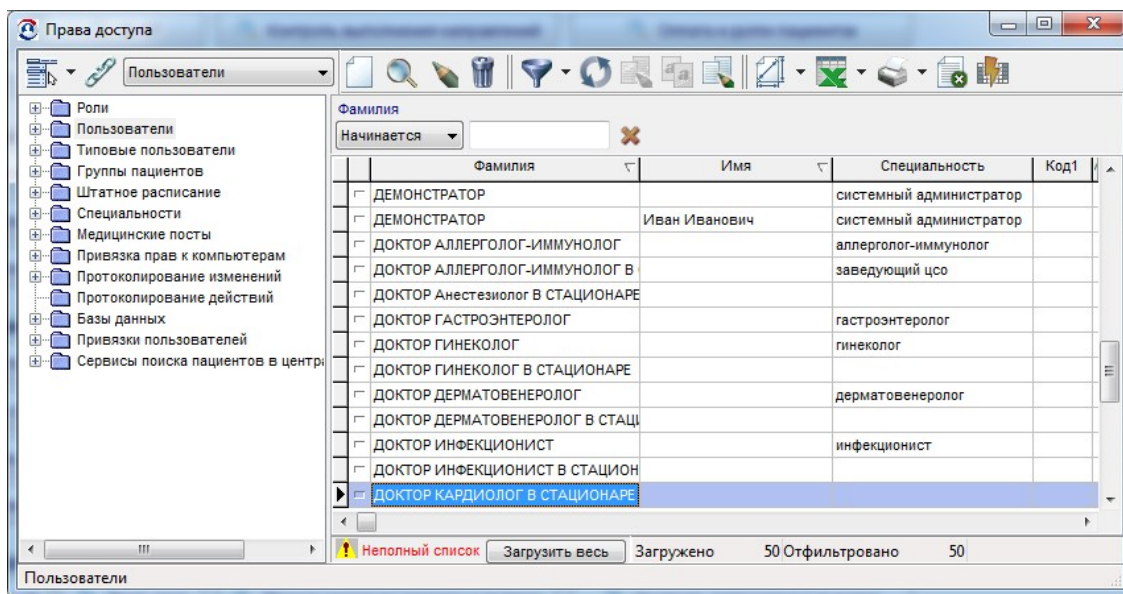 Права доступа
Пользователи
Роли
Пользователи
Типовые пользователи
Группы пациентов
Штатное расписание
Специальности
Медицинские посты
Привязка прав к компьютерам
Протоколирование изменений
Протоколирование действий
Базы данных
Привязки пользователей
Сервисы поиска пациентов в центр
Фамилия
Начинается
Фамилия Имя Специальность Код1
ДЕМОНСТРАТОР системный администратор
ДЕМОНСТРАТОР Иван Иванович системный администратор
ДОКТОР АЛЛЕРГОЛОГ-ИММУНОЛОГ аллерголог-иммунолог
ДОКТОР АЛЛЕРГОЛОГ-ИММУНОЛОГ В заведующий цсо
ДОКТОР Анестезиолог В СТАЦИОНАРЕ
ДОКТОР ГАСТРОЭНТЕРОЛОГ гастроэнтеролог
ДОКТОР ГИНЕКОЛОГ гинеколог
ДОКТОР ГИНЕКОЛОГ В СТАЦИОНАРЕ
ДОКТОР ДЕРМАТОВЕНЕРОЛОГ дерматовенеролог
ДОКТОР ДЕРМАТОВЕНЕРОЛОГ В СТАЦ
ДОКТОР ИНФЕКЦИОНИСТ инфекционист
ДОКТОР ИНФЕКЦИОНИСТ В СТАЦИОН
ДОКТОР КАРДИОЛОГ В СТАЦИОНАРЕ
Неполный список Загрузить весь Загружено 50 Отфильтровано 50
Пользователи